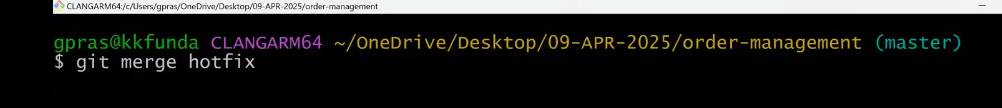 CLANGARM64:/c/Users/gpras/OneDrive/Desktop/09-APR-2025/order-management
gpras@kkfunda CLANGARM64 ~/OneDrive/Desktop/09-APR-2025/order-management (master)
$ git merge hotfix